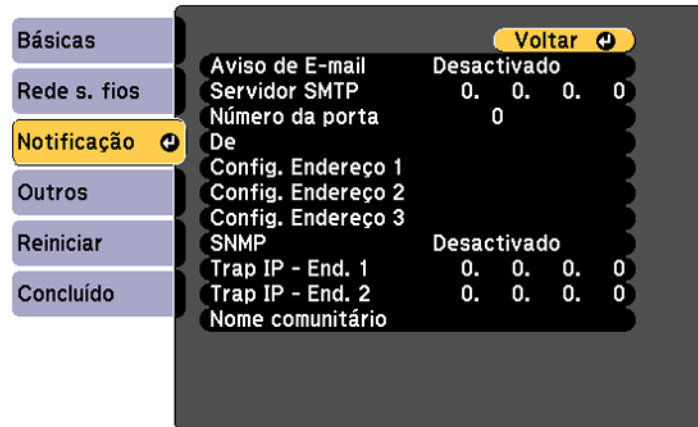 Básicas
Rede s. fios
Notificação
Outros
Reiniciar
Concluído
Voltar
Aviso de E-mail Desactivado
Servidor SMTP 0. 0. 0. 0
Número da porta 0
De
Config. Endereço 1
Config. Endereço 2
Config. Endereço 3
SNMP Desactivado
Trap IP - End. 1 0. 0. 0. 0
Trap IP - End. 2 0. 0. 0. 0
Nome comunitário